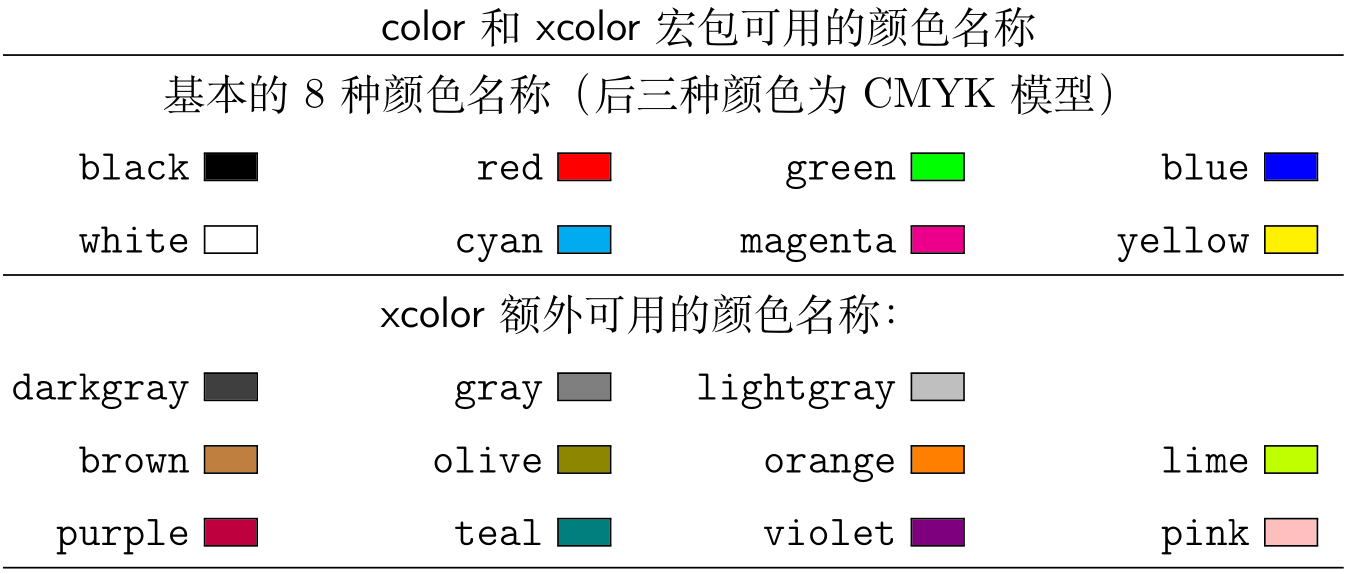 color 和 xcolor 宏包可用的颜色名称
基本的 8 种颜色名称（后三种颜色为 CMYK 模型）
black red green blue
white cyan magenta yellow
xcolor 额外可用的颜色名称：
darkgray gray lightgray
brown olive orange lime
purple teal violet pink